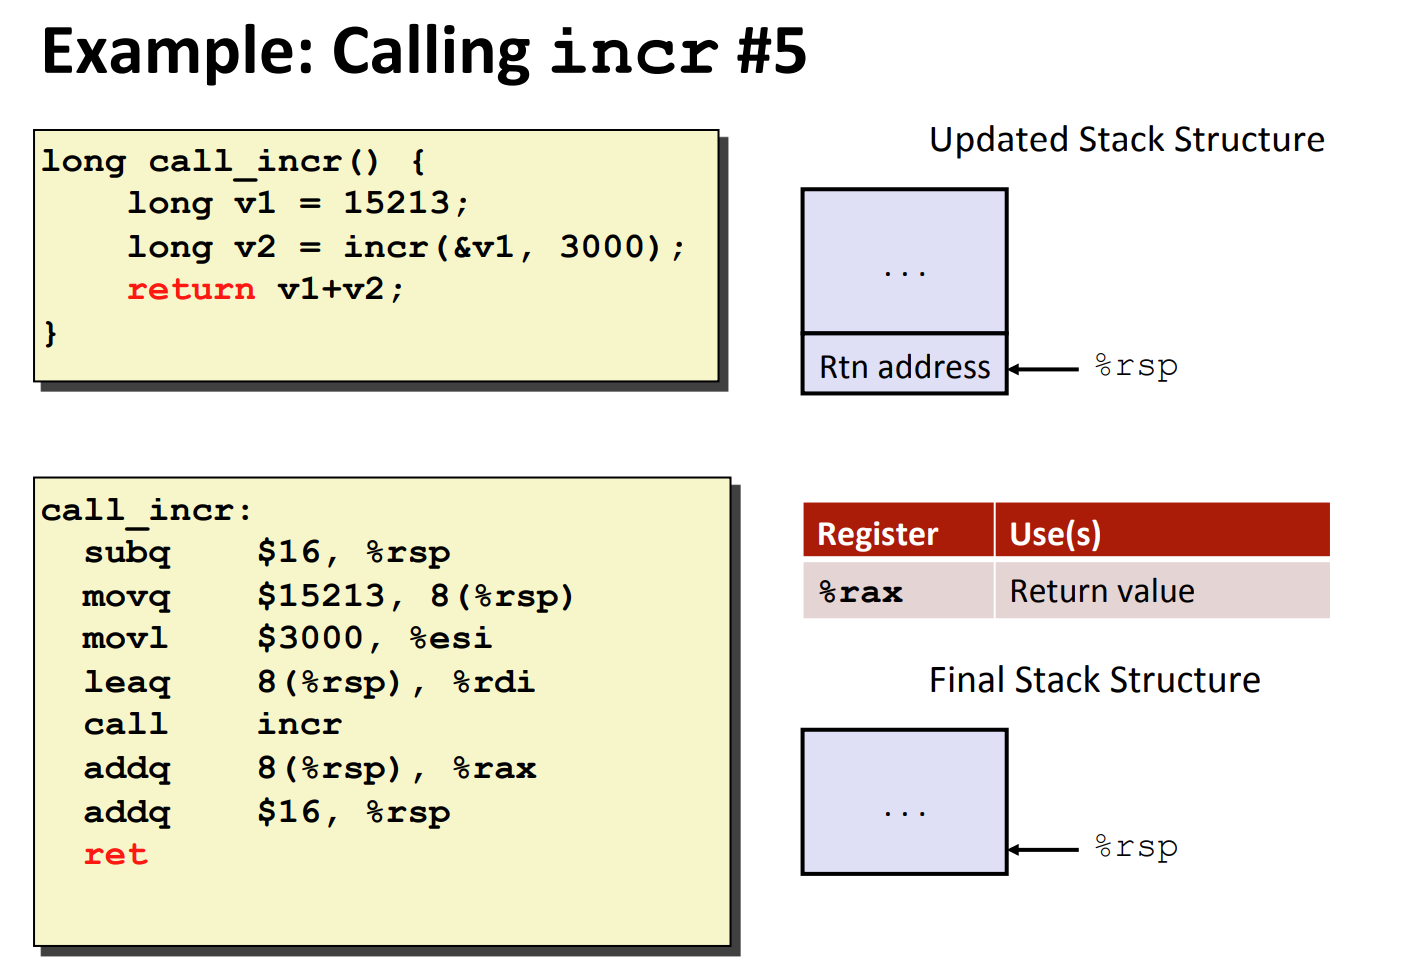 Example: Calling incr #5
long call_incr() {
    long v1 = 15213;
    long v2 = incr(&v1, 3000);
    return v1+v2;
}
Updated Stack Structure
...
Rtn address
%rsp
call_incr:
  subq    $16, %rsp
  movq    $15213, 8(%rsp)
  movl    $3000, %esi
  leaq    8(%rsp), %rdi
  call    incr
  addq    8(%rsp), %rax
  addq    $16, %rsp
  ret
Register Use(s)
%rax Return value
Final Stack Structure
...
%rsp